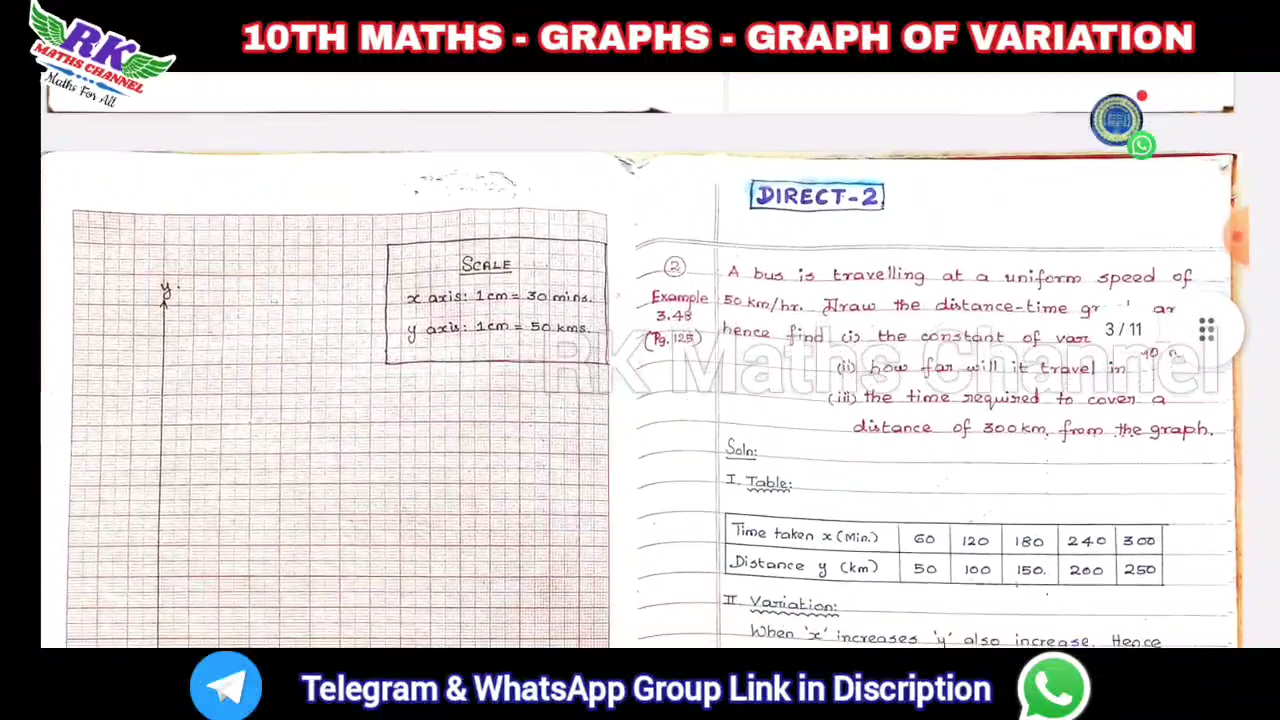 RK
MATHS CHANNEL
Maths For All
10TH MATHS - GRAPHS - GRAPH OF VARIATION
y
SCALE
x axis: 1cm = 30 mins.
y axis: 1cm = 50 kms.
DIRECT-2
② A bus is travelling at a uniform speed of
Example 3.48 (Pg. 125)
50 km/hr. Draw the distance-time
hence find (i) the constant of
(ii) how far will it travel in
(iii) the time required to cover a
distance of 300 km, from the graph.
3 / 11
RK Maths Channel
Soln:
I. Table:
Time taken x (Min.) 60 120 180 240 300
Distance y (km) 50 100 150. 200 250
II Variation:
When 'x' increases 'y' also increase. Hence
Telegram & WhatsApp Group Link in Discription